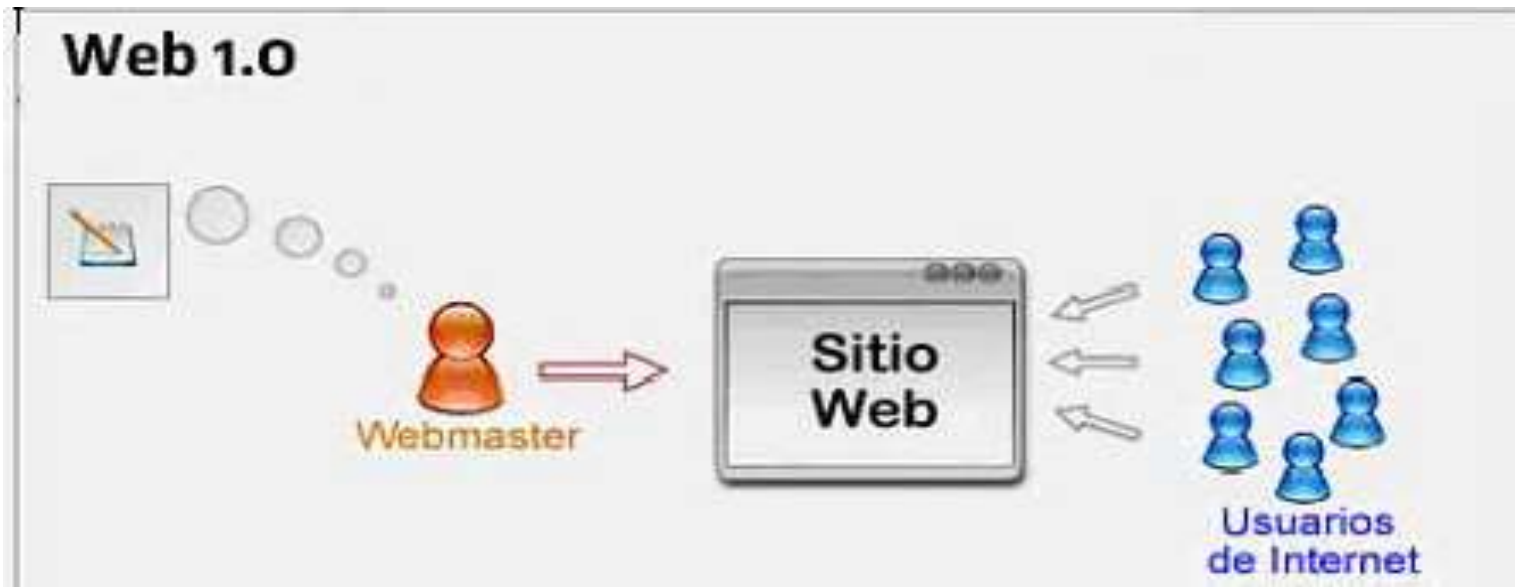 Web 1.0
Webmaster
Sitio
Web
Usuarios
de Internet